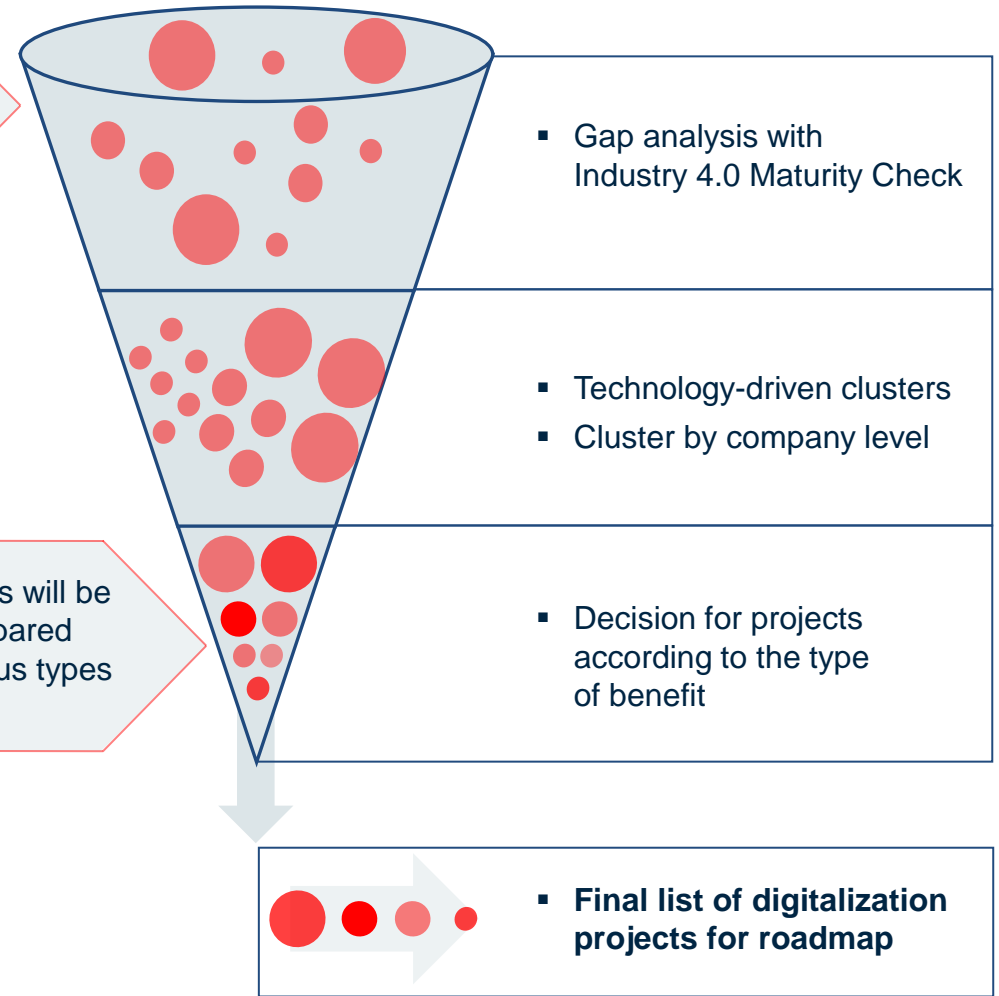 ▪ Gap analysis with
Industry 4.0 Maturity Check
▪ Technology-driven clusters
▪ Cluster by company level
s will be
pared
us types
▪ Decision for projects
according to the type
of benefit
▪ Final list of digitalization
projects for roadmap